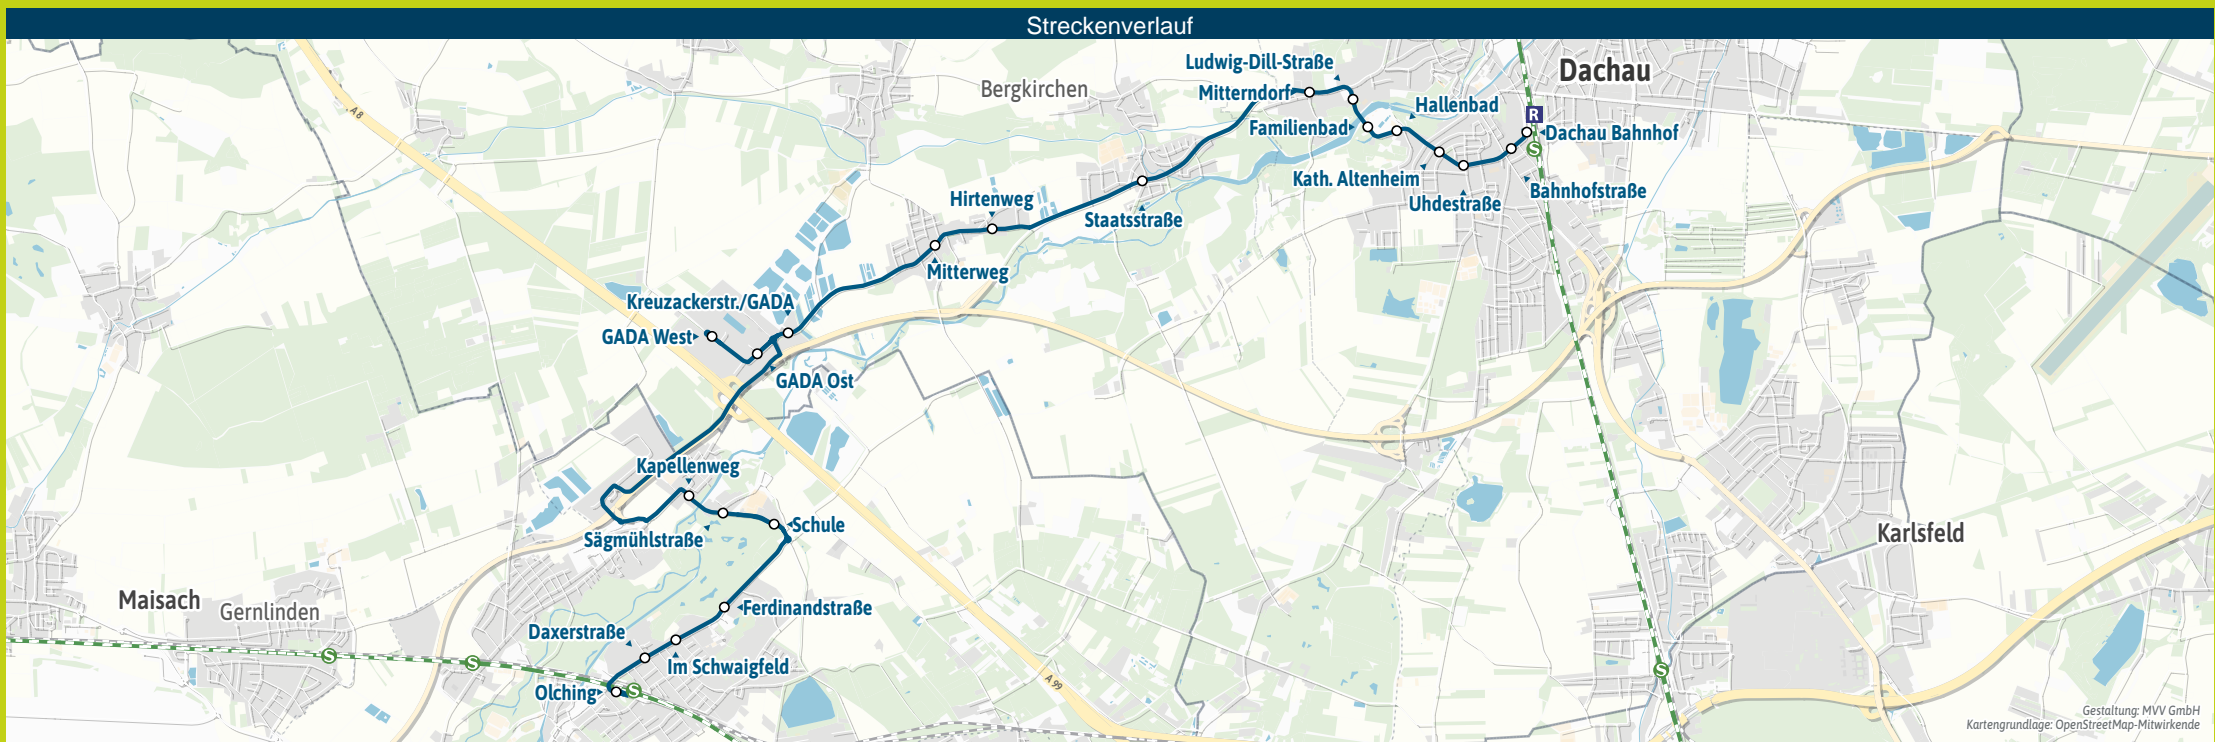 Streckenverlauf
Ludwig-Dill-Straße
Dachau
Bergkirchen
Mitterndorf
Hallenbad
A 8
R
Familienbad
Dachau Bahnhof
S
Kath. Altenheim
Bahnhofstraße
Hirtenweg
Uhdestraße
Staatsstraße
Mitterweg
Kreuzackerstr./GADA
GADA West
GADA Ost
Kapellenweg
Schule
Sägmühlstraße
Karlsfeld
Maisach
Gernlinden
Ferdinandstraße
Daxerstraße
S
S
Im Schwaigfeld
S
Olching
S
A 99
Gestaltung: MVV GmbH
Kartengrundlage: OpenStreetMap-Mitwirkende